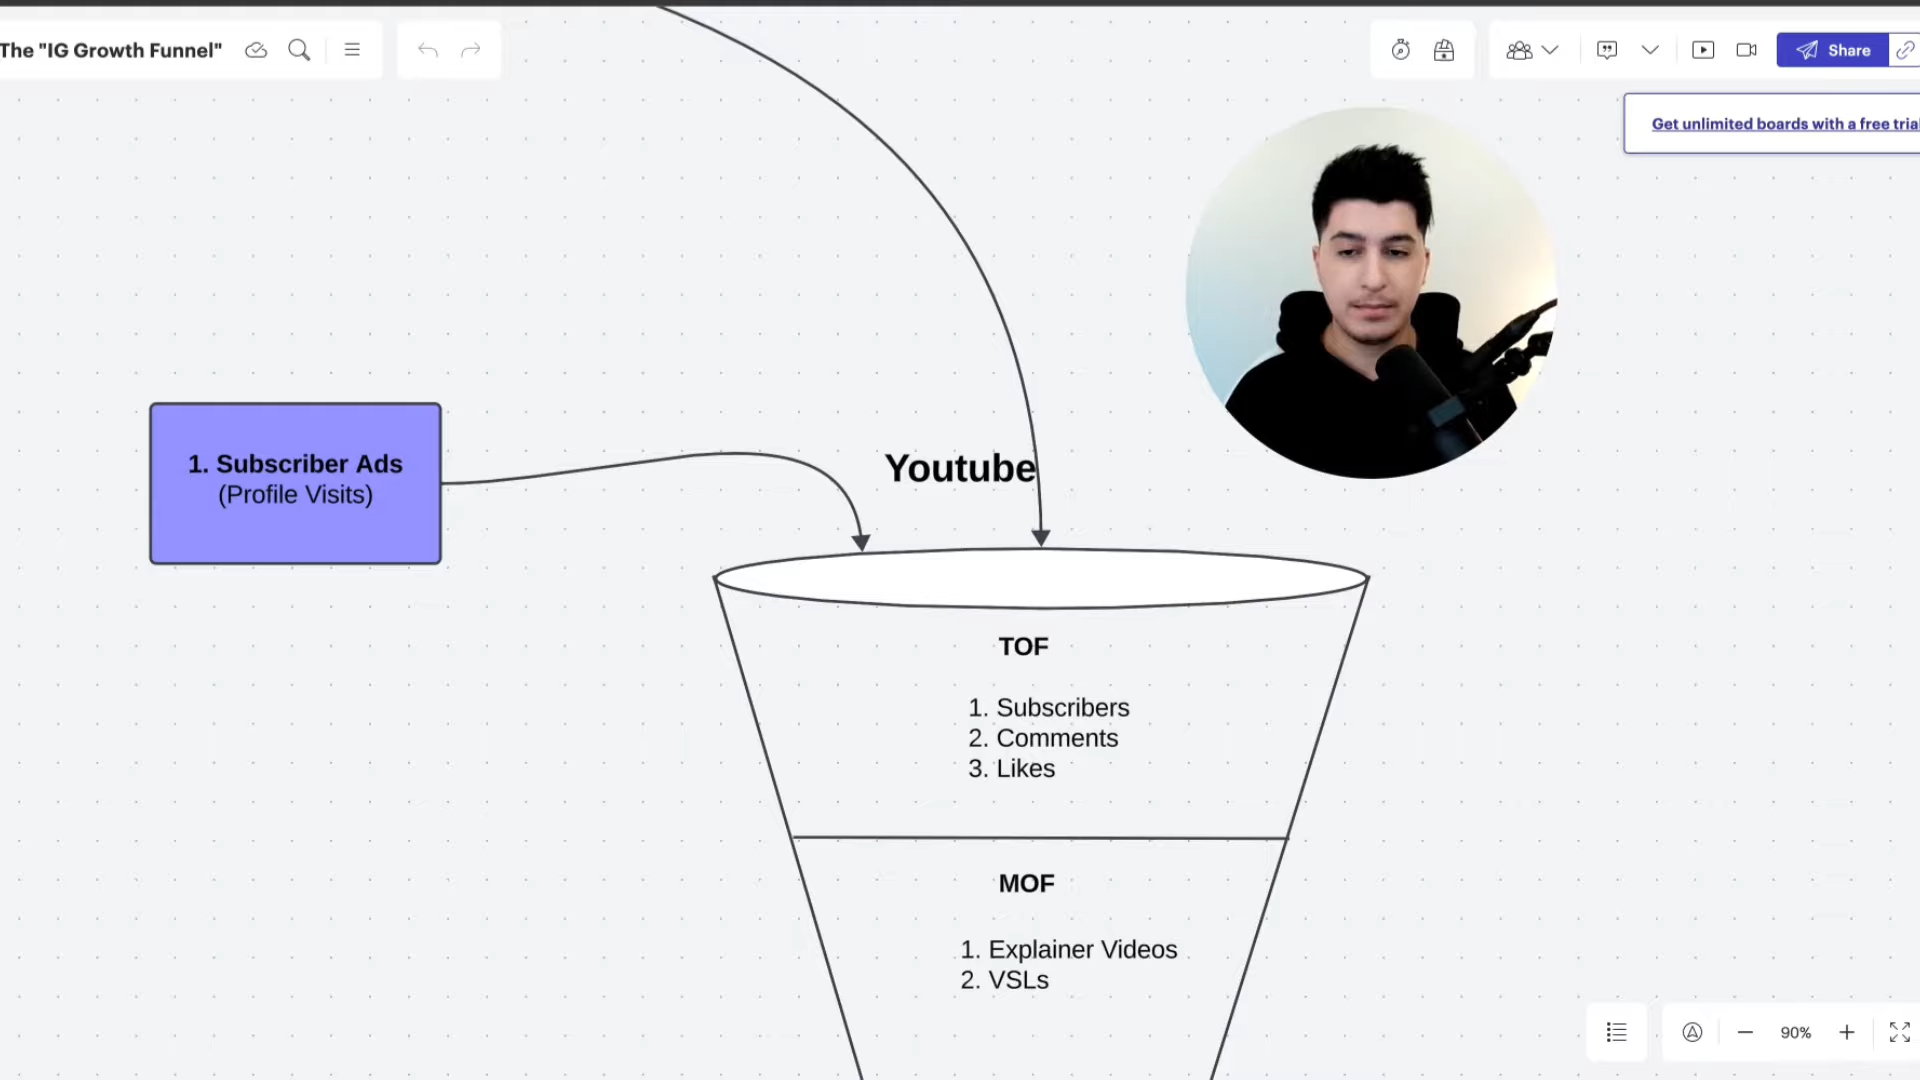 The "IG Growth Funnel"
Share
Get unlimited boards with a free trial
1. Subscriber Ads
(Profile Visits)
Youtube
TOF
1. Subscribers
2. Comments
3. Likes
MOF
1. Explainer Videos
2. VSLs
90%